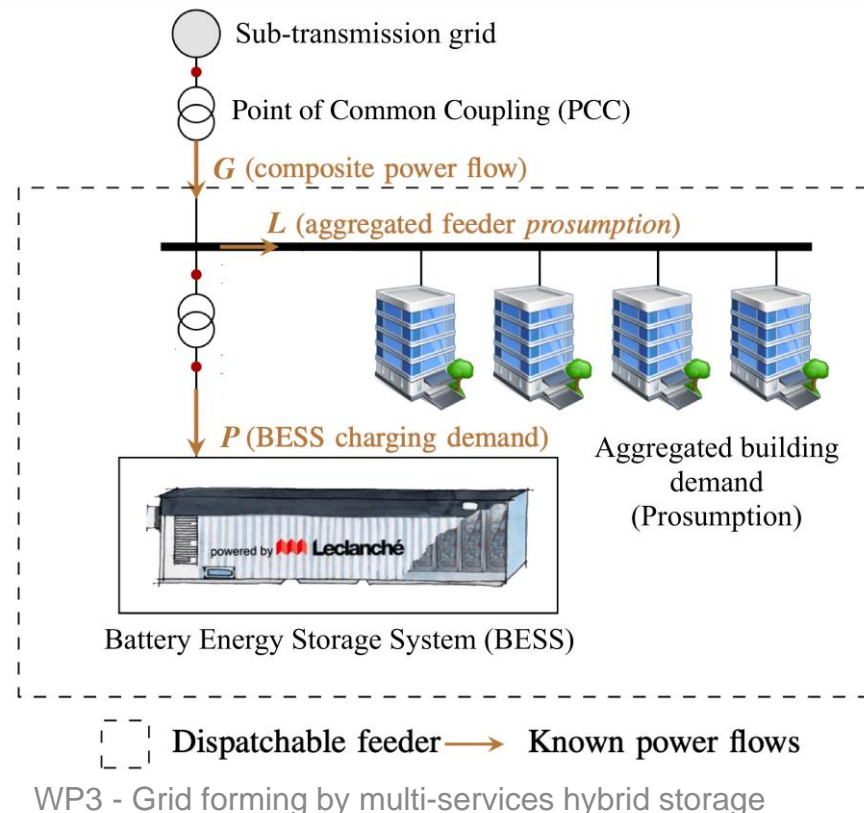 Sub-transmission grid
Point of Common Coupling (PCC)
G (composite power flow)
L (aggregated feeder prosumption)
P (BESS charging demand)
Aggregated building
demand
(Prosumption)
powered by Leclanché
Battery Energy Storage System (BESS)
Dispatchable feeder
Known power flows
WP3 - Grid forming by multi-services hybrid storage